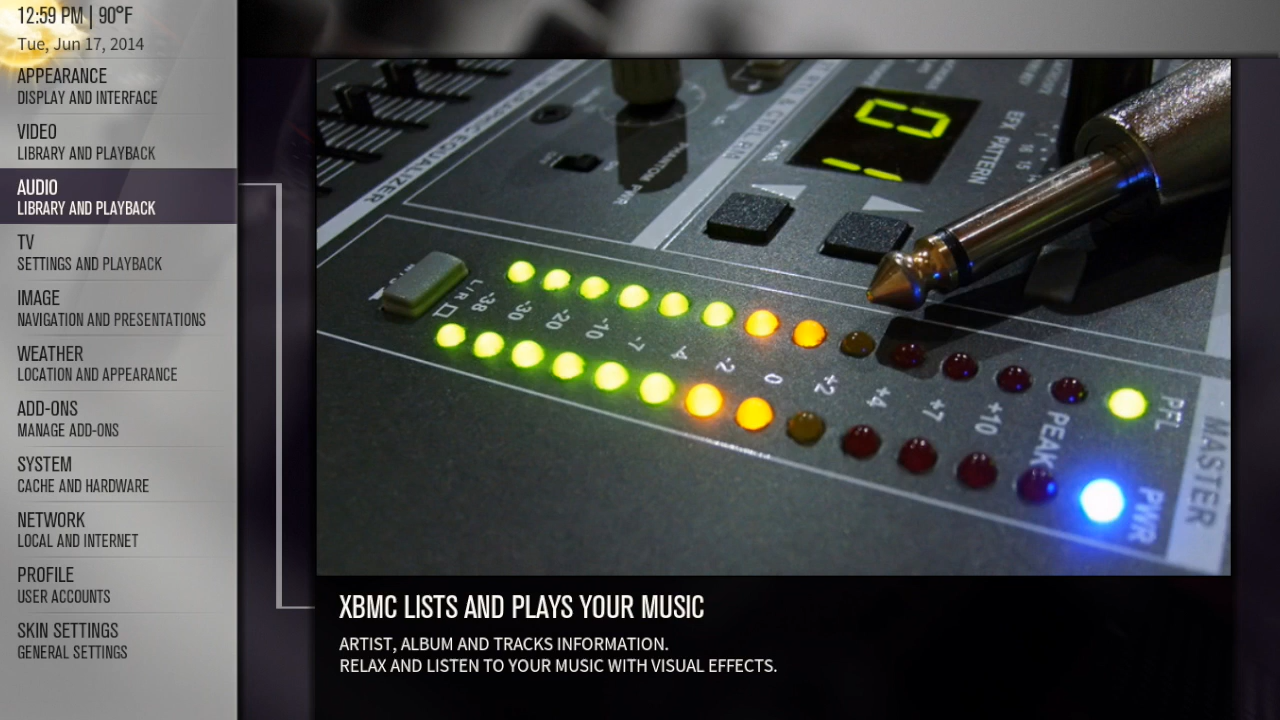 12:59 PM | 90°F
Tue, Jun 17, 2014
APPEARANCE
DISPLAY AND INTERFACE
VIDEO
LIBRARY AND PLAYBACK
AUDIO
LIBRARY AND PLAYBACK
TV
SETTINGS AND PLAYBACK
IMAGE
NAVIGATION AND PRESENTATIONS
WEATHER
LOCATION AND APPEARANCE
ADD-ONS
MANAGE ADD-ONS
SYSTEM
CACHE AND HARDWARE
NETWORK
LOCAL AND INTERNET
PROFILE
USER ACCOUNTS
SKIN SETTINGS
GENERAL SETTINGS
EQUALIZER
PHANTOM PWR
EFX PATTERN
L / R
-38
-30
-20
-10
-7
-4
-2
0
+2
+4
+7
+10
PEAK
PFL
PWR
MASTER
XBMC LISTS AND PLAYS YOUR MUSIC
ARTIST, ALBUM AND TRACKS INFORMATION.
RELAX AND LISTEN TO YOUR MUSIC WITH VISUAL EFFECTS.